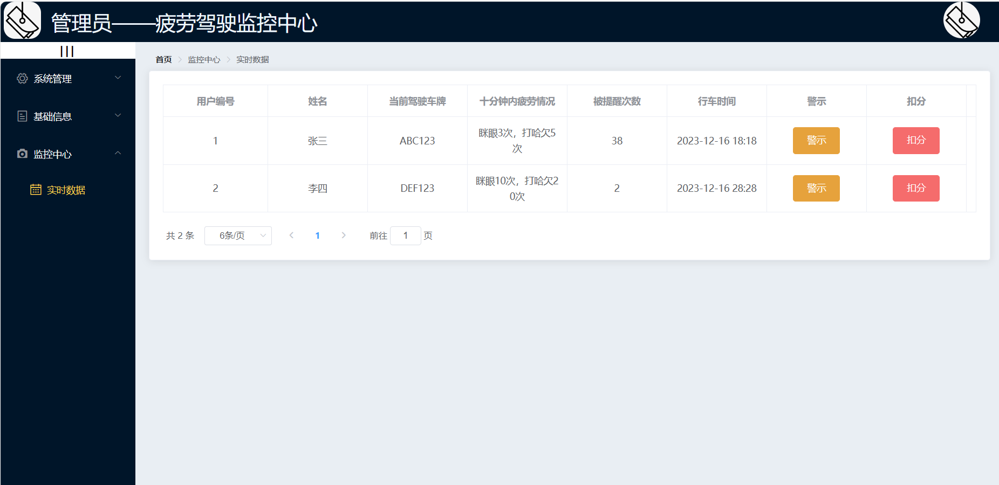 管理员——疲劳驾驶监控中心
|||
首页 > 监控中心 > 实时数据
系统管理
基础信息
监控中心
实时数据
用户编号 姓名 当前驾驶车牌 十分钟内疲劳情况 被提醒次数 行车时间 警示 扣分
1 张三 ABC123 眯眼3次，打哈欠5 38 2023-12-16 18:18 警示 扣分
次
2 李四 DEF123 眯眼10次，打哈欠2 2 2023-12-16 28:28 警示 扣分
0次
共 2 条 6条/页 < 1 > 前往 1 页